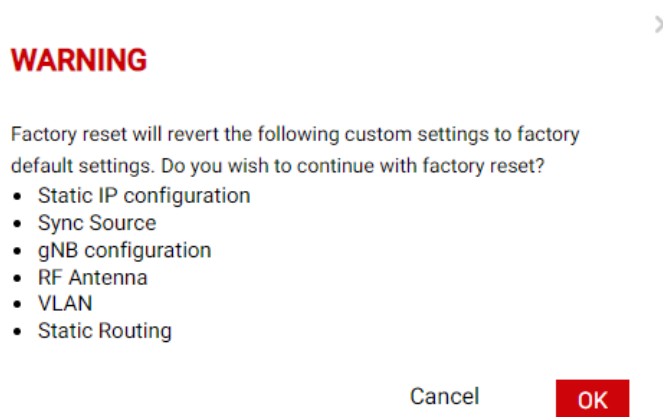 WARNING
Factory reset will revert the following custom settings to factory
default settings. Do you wish to continue with factory reset?
• Static IP configuration
• Sync Source
• gNB configuration
• RF Antenna
• VLAN
• Static Routing
Cancel OK